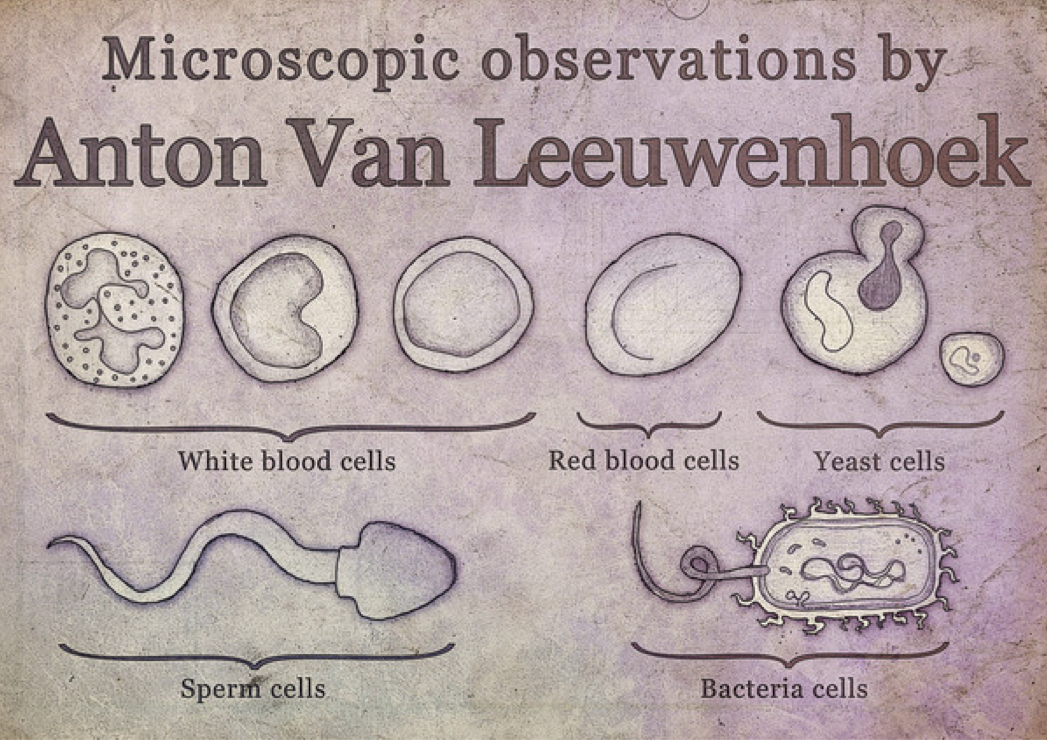 Microscopic observations by
Anton Van Leeuwenhoek
White blood cells
Red blood cells
Yeast cells
Sperm cells
Bacteria cells